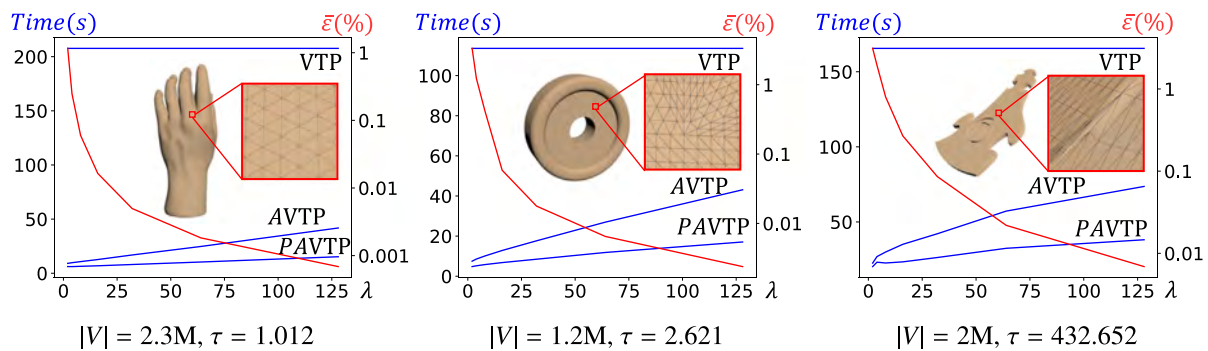 Time(s) ε̄(%)
200
150
100
50
0
1
0.1
0.01
0.001
VTP
AVTP
PAVTP
0 25 50 75 100 125 λ
|V| = 2.3M, τ = 1.012
Time(s) ε̄(%)
100
80
60
40
20
0
1
0.1
0.01
VTP
AVTP
PAVTP
0 25 50 75 100 125 λ
|V| = 1.2M, τ = 2.621
Time(s) ε̄(%)
150
100
50
1
0.1
0.01
VTP
AVTP
PAVTP
0 25 50 75 100 125 λ
|V| = 2M, τ = 432.652